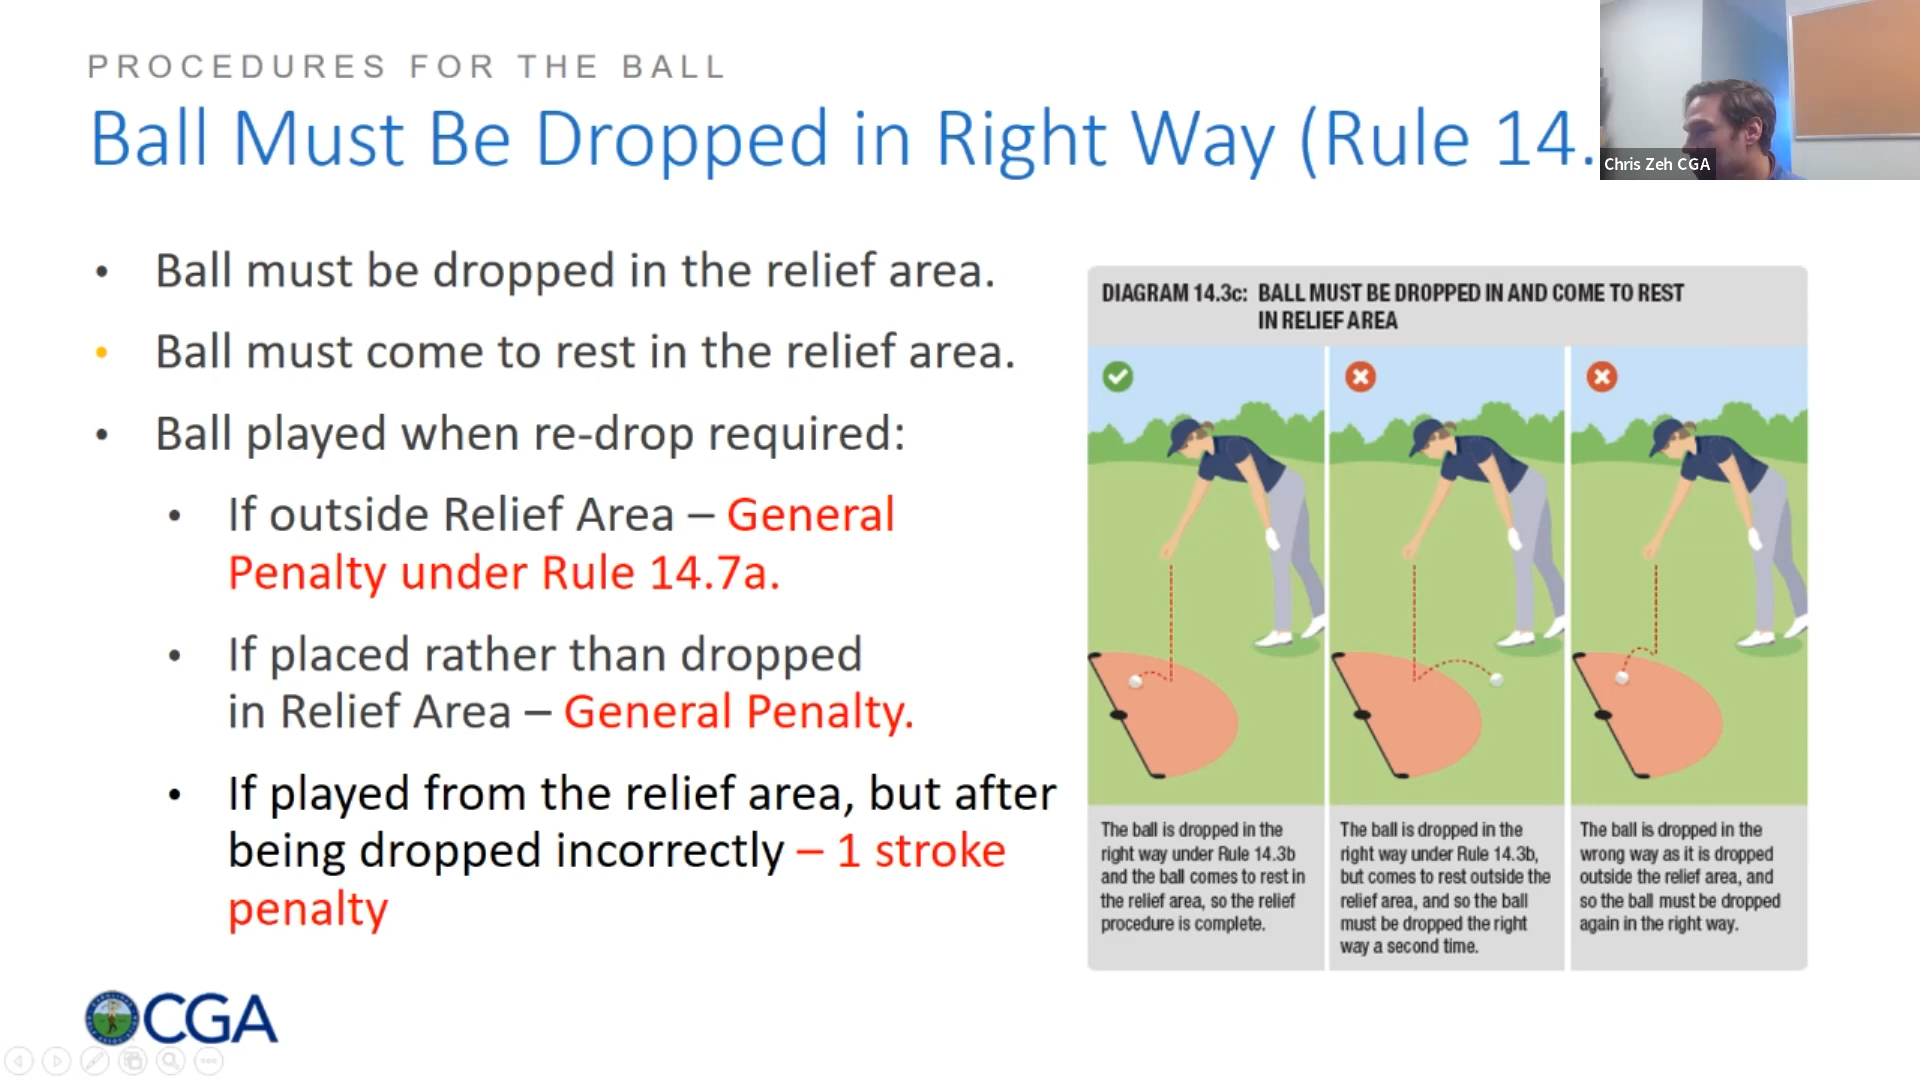 PROCEDURES FOR THE BALL
Ball Must Be Dropped in Right Way (Rule 14.
Chris Zeh CGA
• Ball must be dropped in the relief area.
• Ball must come to rest in the relief area.
• Ball played when re-drop required:
• If outside Relief Area – General
Penalty under Rule 14.7a.
• If placed rather than dropped
in Relief Area – General Penalty.
• If played from the relief area, but after
being dropped incorrectly – 1 stroke
penalty
DIAGRAM 14.3c: BALL MUST BE DROPPED IN AND COME TO REST
IN RELIEF AREA
The ball is dropped in the
right way under Rule 14.3b
and the ball comes to rest in
the relief area, so the relief
procedure is complete.
The ball is dropped in the
right way under Rule 14.3b,
but comes to rest outside the
relief area, and so the ball
must be dropped the right
way a second time.
The ball is dropped in the
wrong way as it is dropped
outside the relief area, and
so the ball must be dropped
again in the right way.
CGA